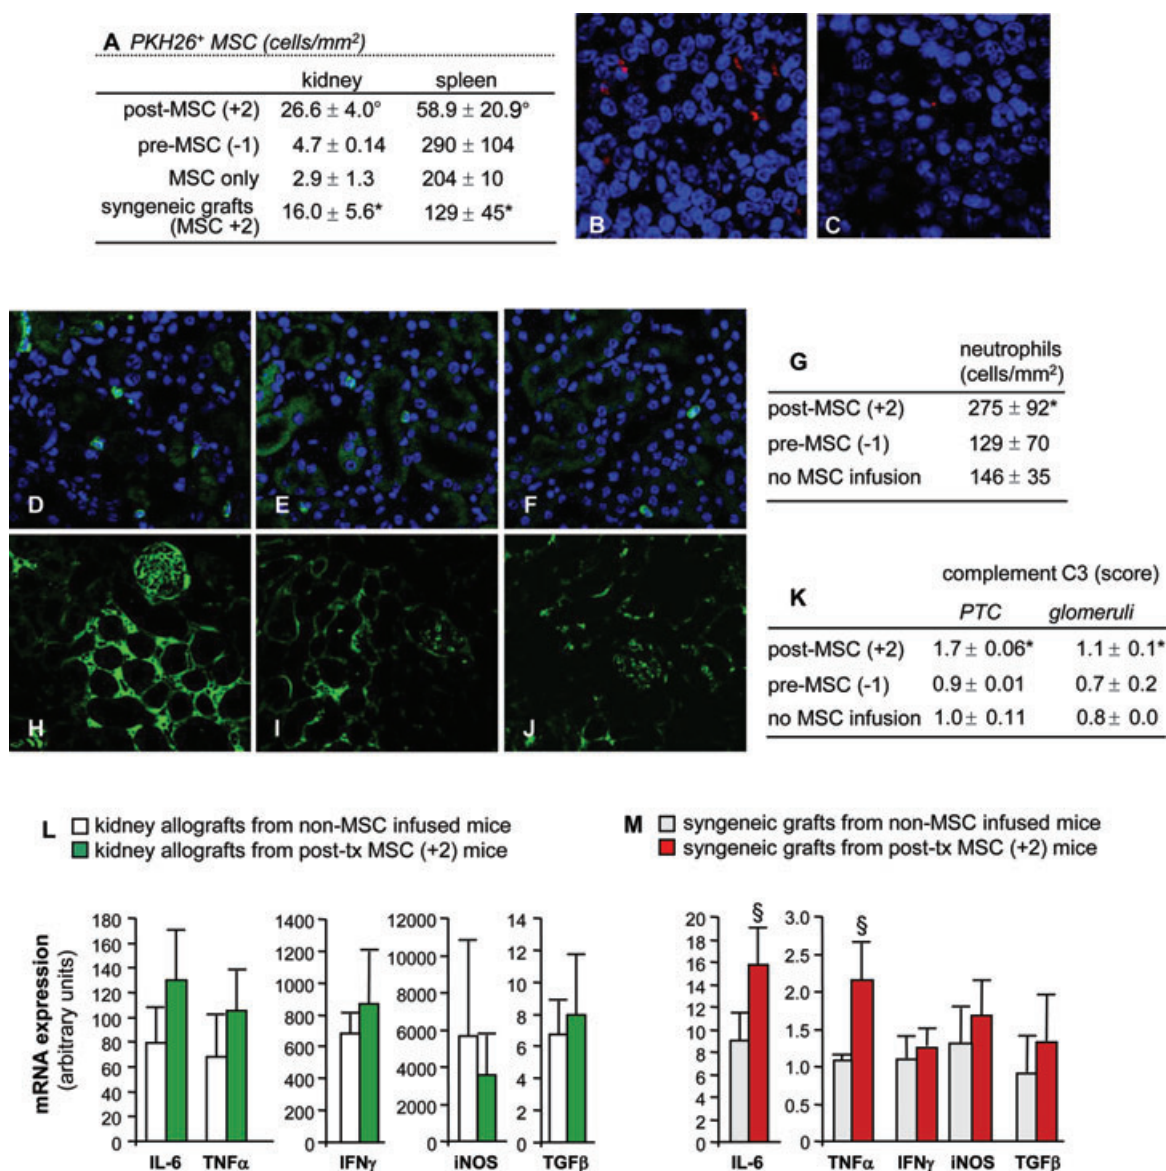 A PKH26⁺ MSC (cells/mm²)
kidney spleen
post-MSC (+2) 26.6 ± 4.0° 58.9 ± 20.9°
pre-MSC (-1) 4.7 ± 0.14 290 ± 104
MSC only 2.9 ± 1.3 204 ± 10
syngeneic grafts 16.0 ± 5.6* 129 ± 45*
(MSC +2)
B C
D E F
G neutrophils
(cells/mm²)
post-MSC (+2) 275 ± 92*
pre-MSC (-1) 129 ± 70
no MSC infusion 146 ± 35
H I J
complement C3 (score)
K PTC glomeruli
post-MSC (+2) 1.7 ± 0.06* 1.1 ± 0.1*
pre-MSC (-1) 0.9 ± 0.01 0.7 ± 0.2
no MSC infusion 1.0 ± 0.11 0.8 ± 0.0
L kidney allografts from non-MSC infused mice
kidney allografts from post-tx MSC (+2) mice
M syngeneic grafts from non-MSC infused mice
syngeneic grafts from post-tx MSC (+2) mice
mRNA expression
(arbitrary units)
180
160
140
120
100
80
60
40
20
0
IL-6 TNFα
1400
1200
1000
800
600
400
200
0
IFNγ
12000
10000
8000
6000
4000
2000
0
iNOS
14
12
10
8
6
4
2
0
TGFβ
20
18
16
14
12
10
8
6
4
2
0
§
IL-6
3.0
2.5
2.0
1.5
1.0
0.5
0
§
TNFα IFNγ iNOS TGFβ